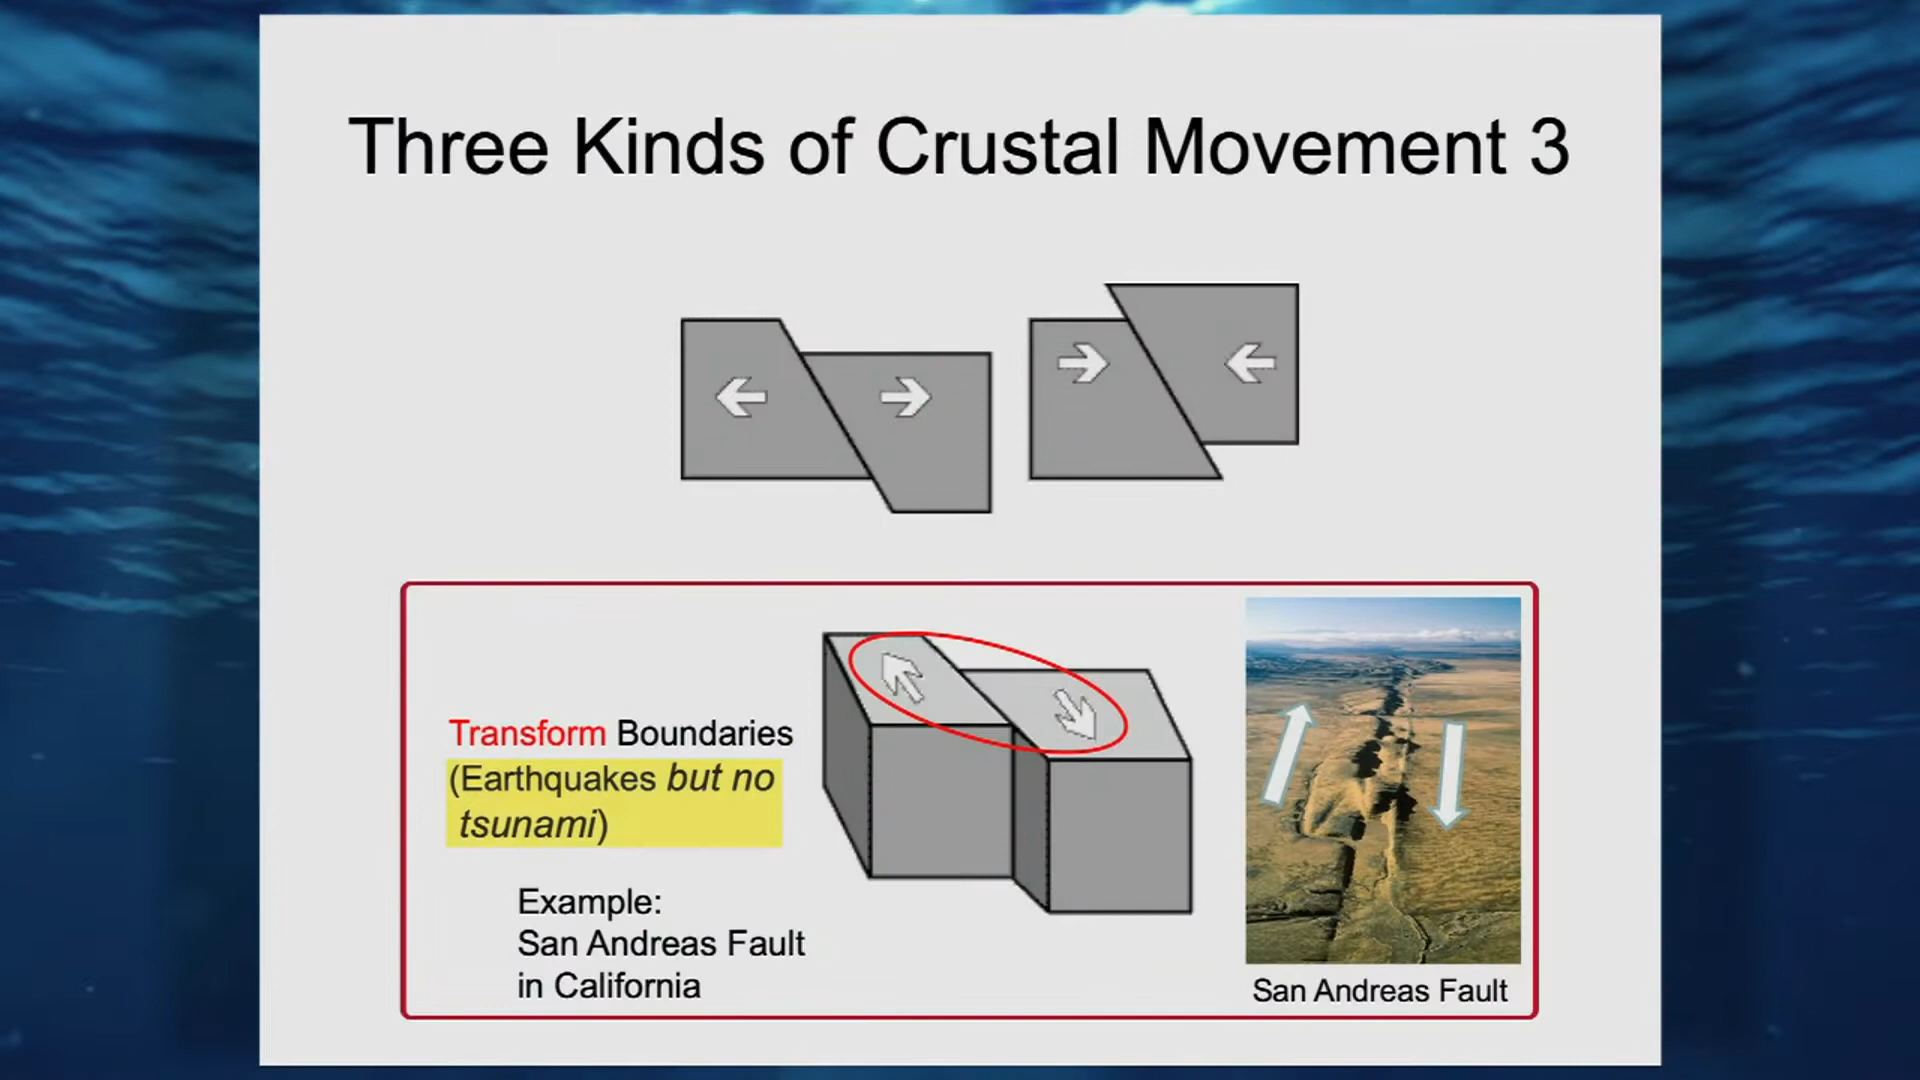 Three Kinds of Crustal Movement 3
Transform Boundaries
(Earthquakes but no
tsunami)
Example:
San Andreas Fault
in California
San Andreas Fault